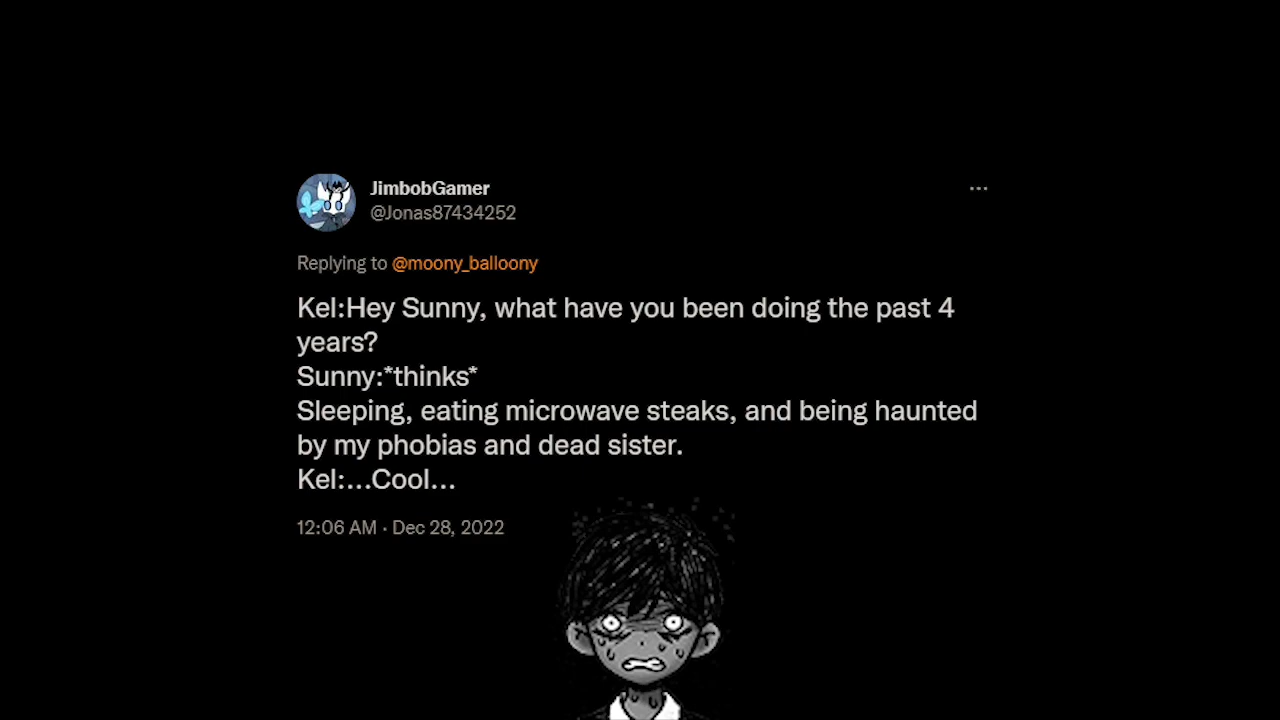 JimbobGamer
@Jonas87434252
Replying to @moony_balloony
Kel:Hey Sunny, what have you been doing the past 4
years?
Sunny:*thinks*
Sleeping, eating microwave steaks, and being haunted
by my phobias and dead sister.
Kel:...Cool...
12:06 AM · Dec 28, 2022